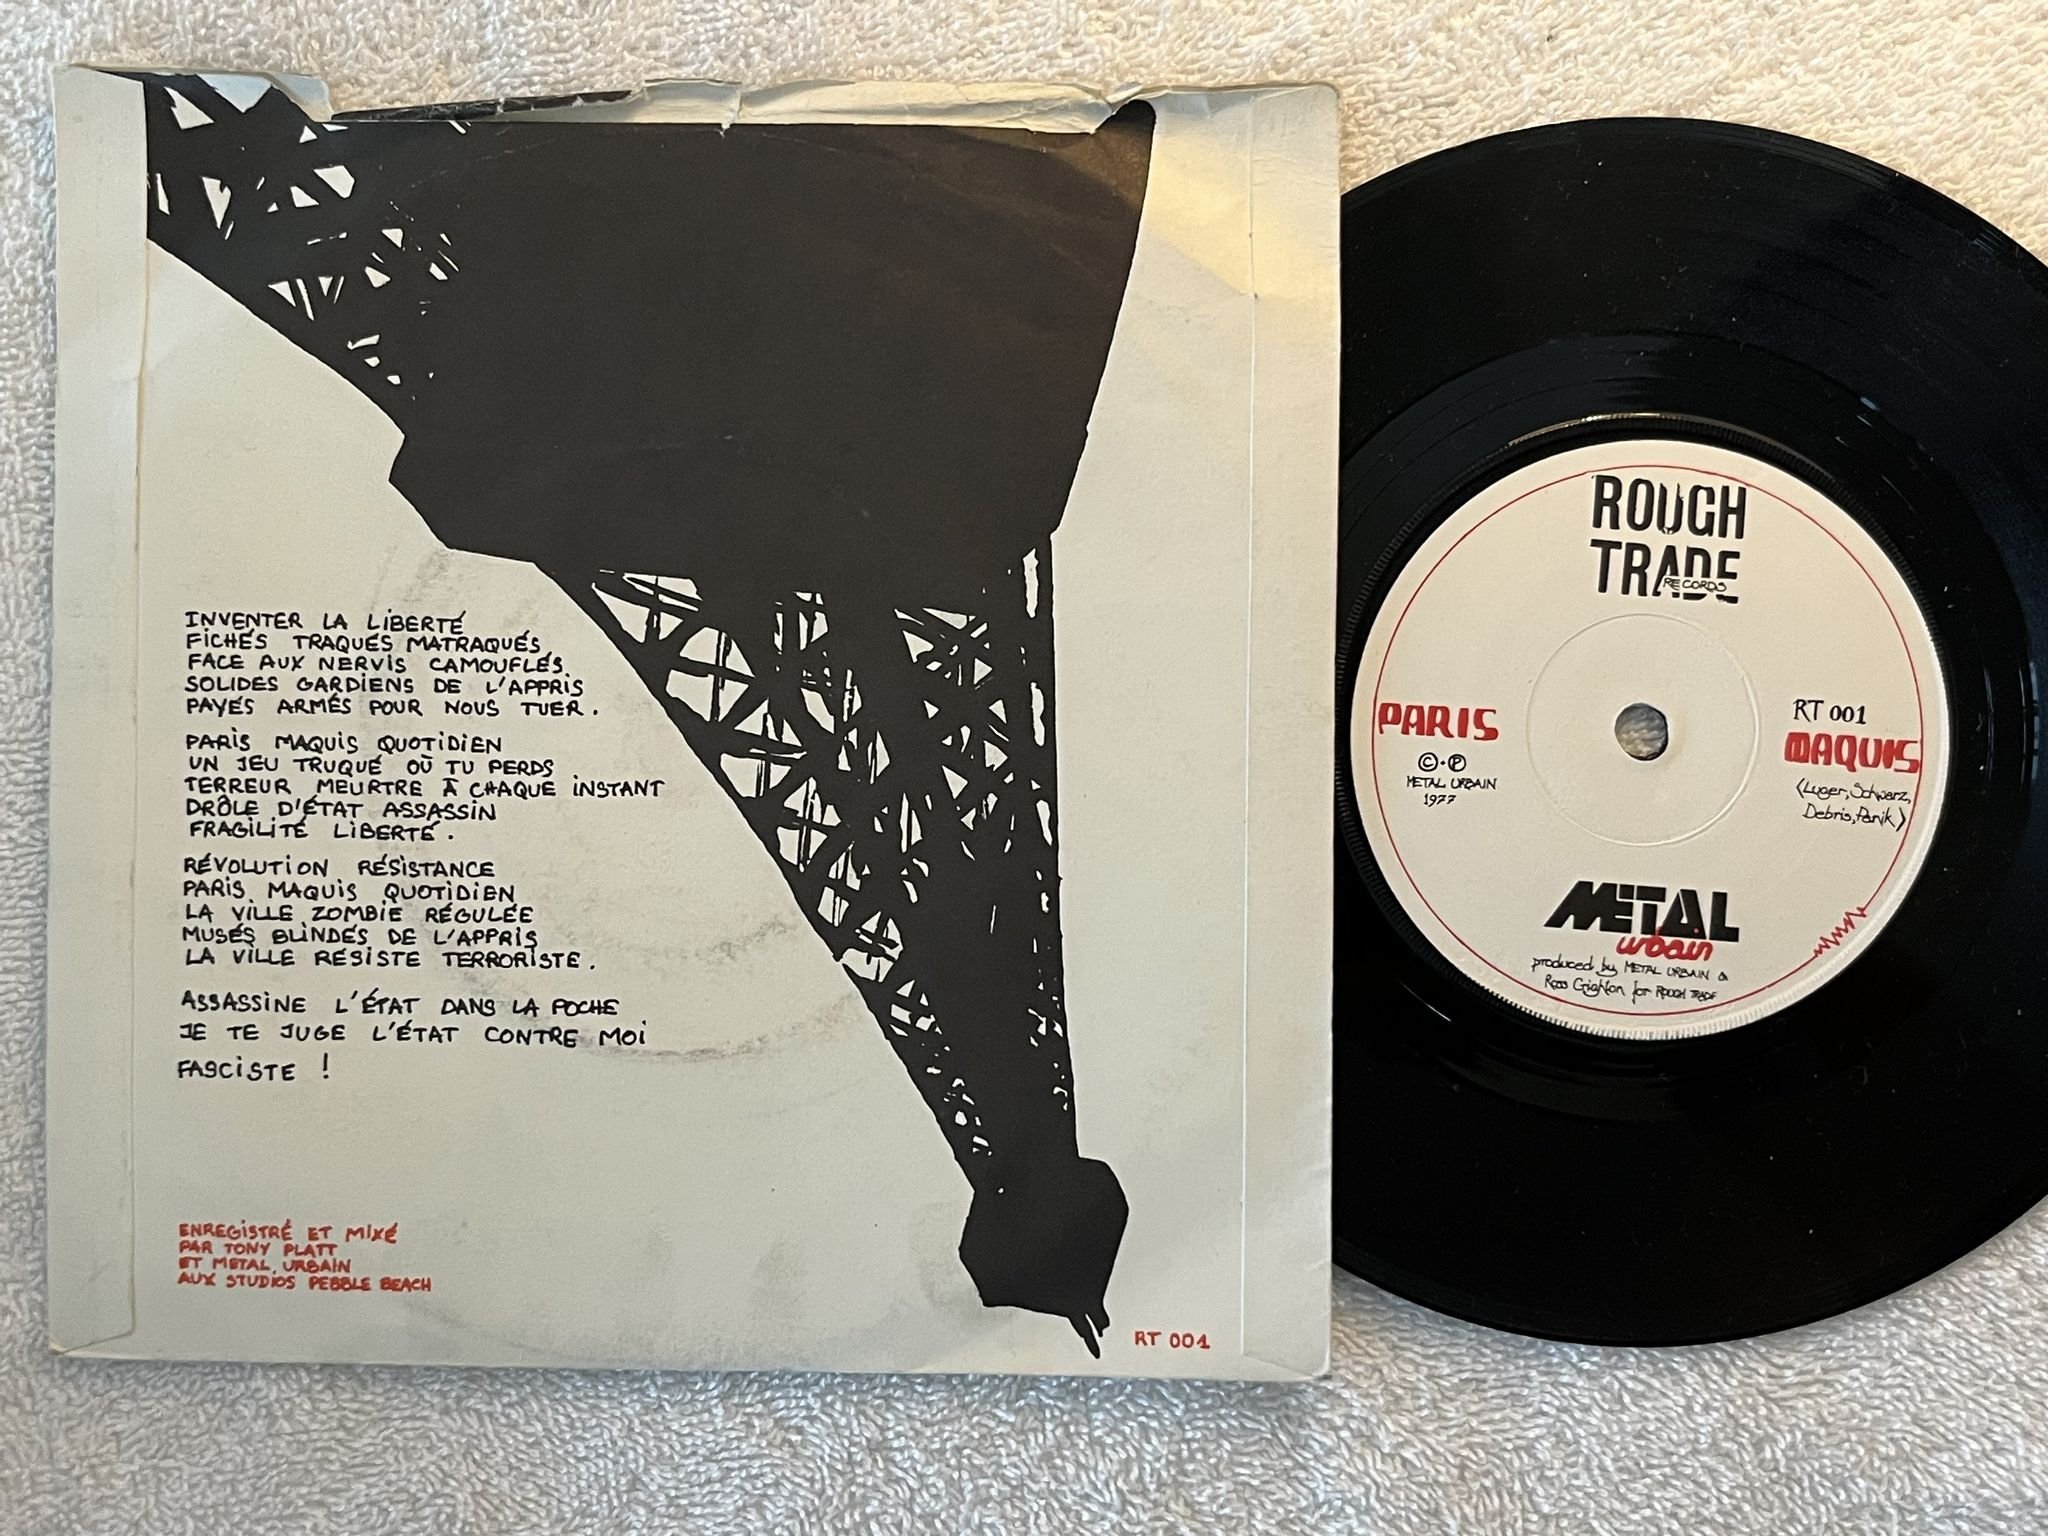 INVENTER LA LIBERTÉ
FICHÉS TRAQUÉS MATRAQUÉS
FACE AUX NERVIS CAMOUFLÉS
SOLIDES GARDIENS DE L'APPRIS
PAYÉS ARMÉS POUR NOUS TUER.
PARIS MAQUIS QUOTIDIEN
UN JEU TRUQUÉ OÙ TU PERDS
TERREUR MEURTRE À CHAQUE INSTANT
DRÔLE D'ÉTAT ASSASSIN
FRAGILITÉ LIBERTÉ.
RÉVOLUTION RÉSISTANCE
PARIS MAQUIS QUOTIDIEN
LA VILLE ZOMBIE RÉGULÉE
MUSÉS BLINDÉS DE L'APPRIS
LA VILLE RÉSISTE TERRORISTE.
ASSASSINE L'ÉTAT DANS LA POCHE
JE TE JUGE L'ÉTAT CONTRE MOI
FASCISTE !
ENREGISTRÉ ET MIXÉ
PAR TONY PLATT
ET METAL URBAIN
AUX STUDIOS PEBBLE BEACH
RT 001
ROUGH
TRADE
RECORDS
PARIS
© · ℗
METAL URBAIN
1977
RT 001
MAQUIS
(Luger, Schwarz,
Debris, Panik)
METAL
urbain
produced by METAL URBAIN &
Ross Crighton for ROUGH TRADE